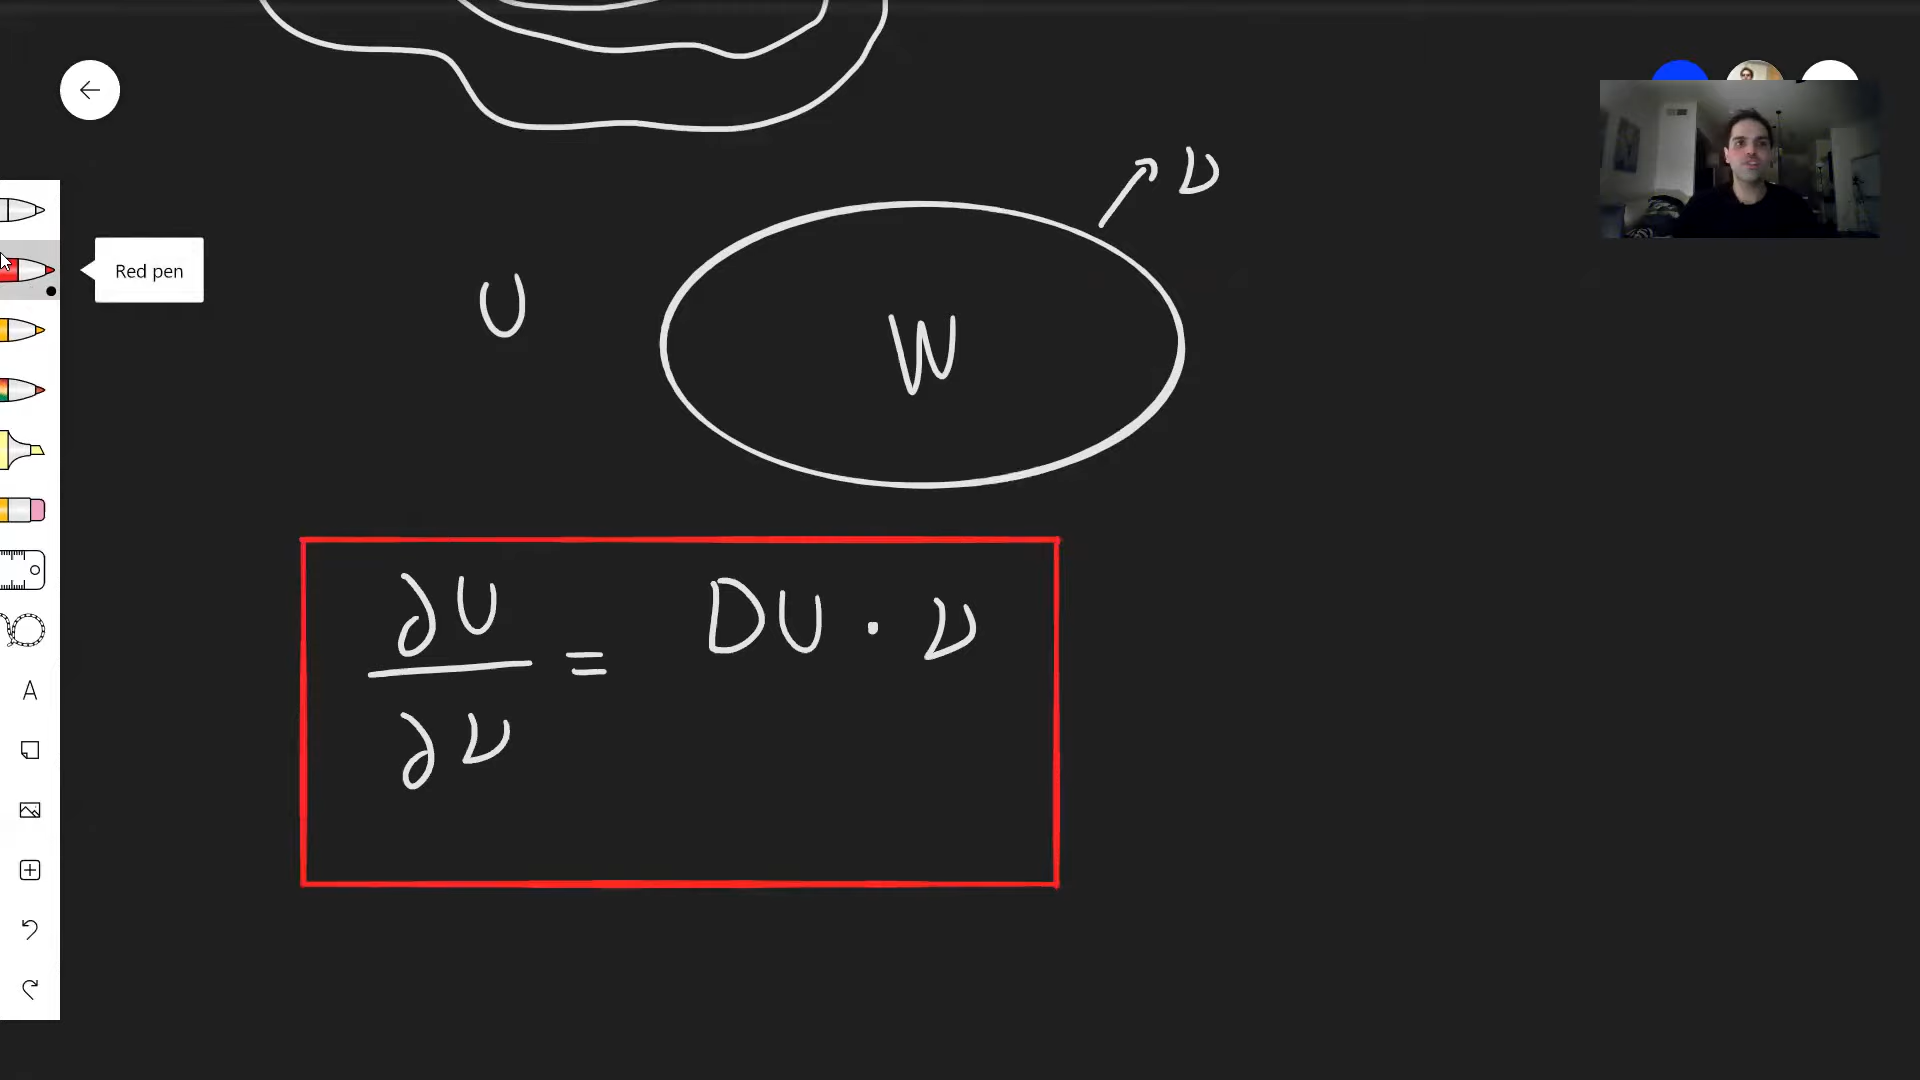 ν
Red pen
U
W
∂U
= DU · ν
∂ν
A